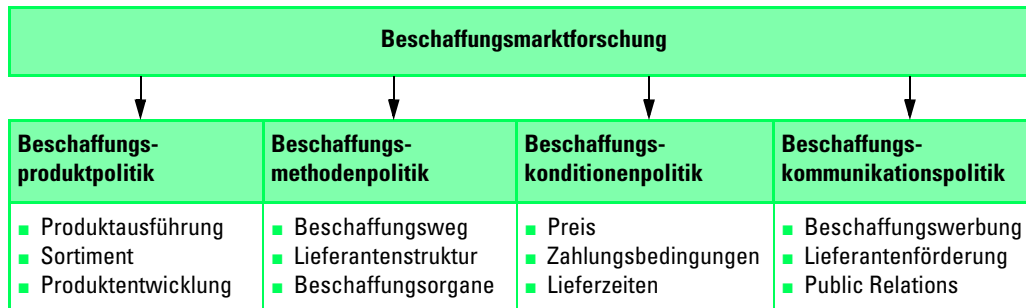 Beschaffungsmarktforschung
Beschaffungs-
produktpolitik
■ Produktausführung
■ Sortiment
■ Produktentwicklung
Beschaffungs-
methodenpolitik
■ Beschaffungsweg
■ Lieferantenstruktur
■ Beschaffungsorgane
Beschaffungs-
konditionenpolitik
■ Preis
■ Zahlungsbedingungen
■ Lieferzeiten
Beschaffungs-
kommunikationspolitik
■ Beschaffungswerbung
■ Lieferantenförderung
■ Public Relations